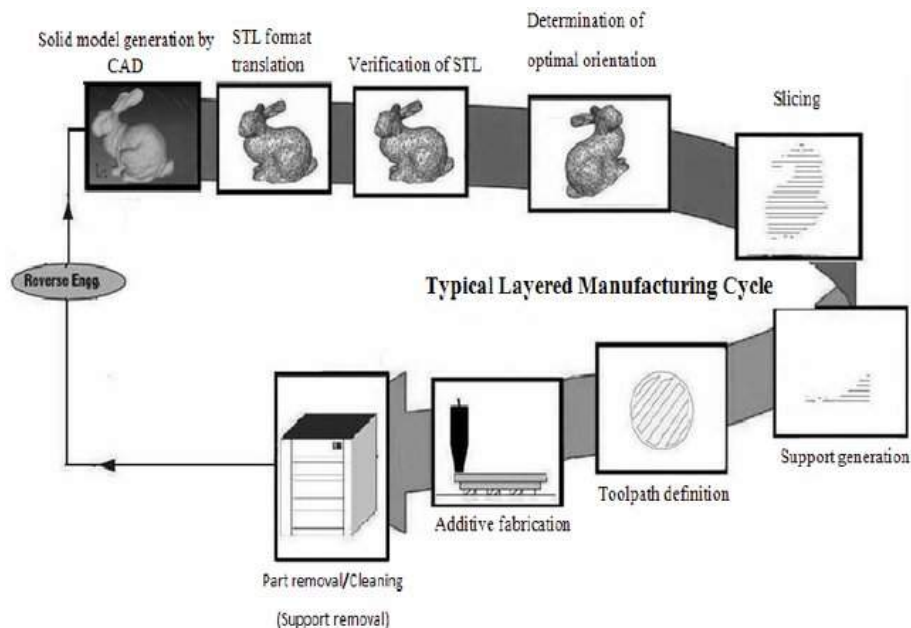 Solid model generation by
CAD
STL format
translation
Verification of STL
Determination of
optimal orientation
Slicing
Reverse Engg.
Typical Layered Manufacturing Cycle
Support generation
Toolpath definition
Additive fabrication
Part removal/Cleaning
(Support removal)